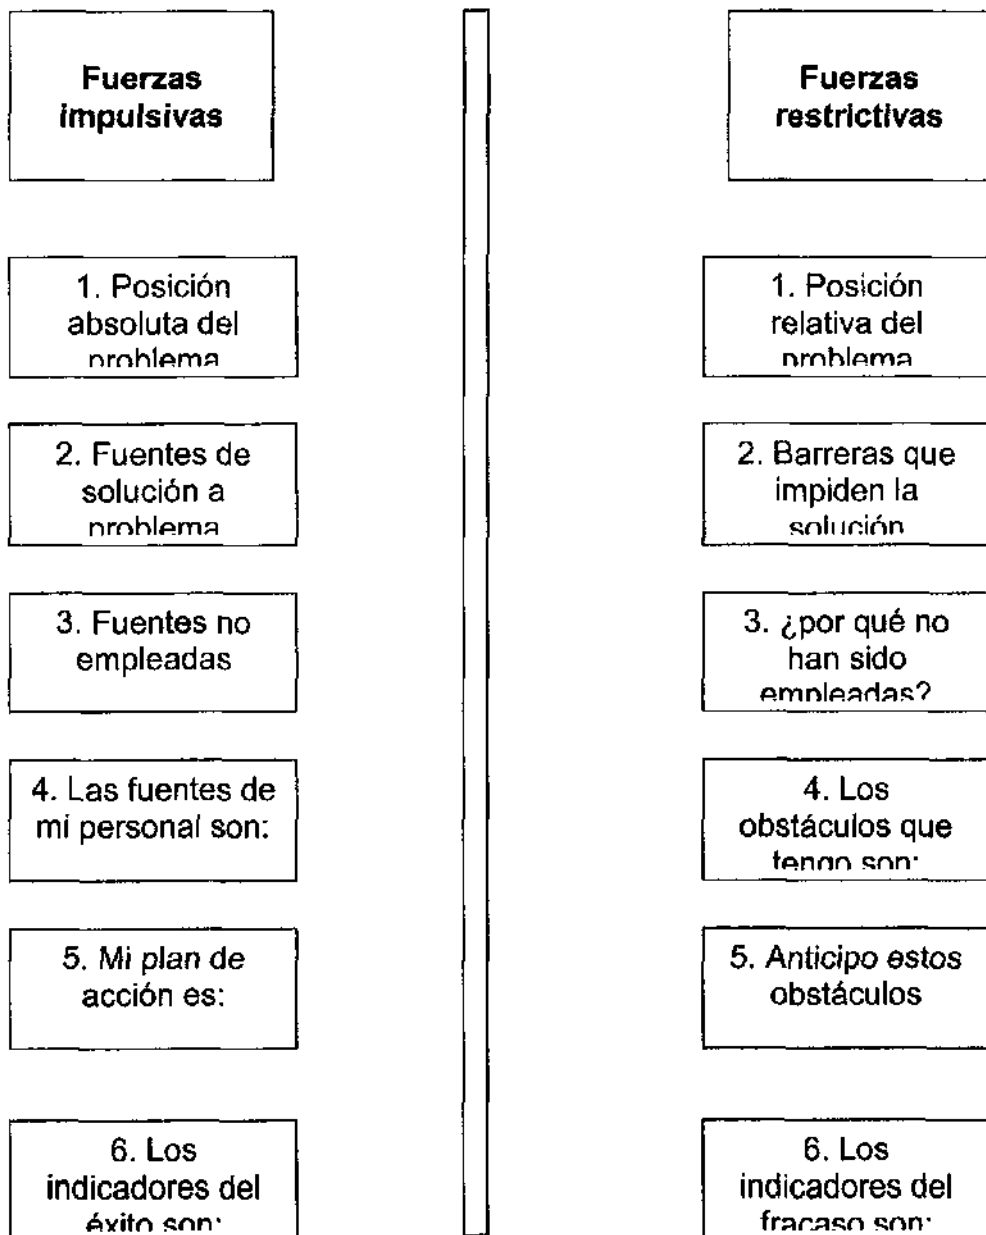 Fuerzas
impulsivas
Fuerzas
restrictivas
1. Posición
absoluta del
problema
1. Posición
relativa del
problema
2. Fuentes de
solución a
problema
2. Barreras que
impiden la
solución
3. Fuentes no
empleadas
3. ¿por qué no
han sido
empleadas?
4. Las fuentes de
mi personal son:
4. Los
obstáculos que
tengo son:
5. Mi plan de
acción es:
5. Anticipo estos
obstáculos
6. Los
indicadores del
éxito son:
6. Los
indicadores del
fracaso son: